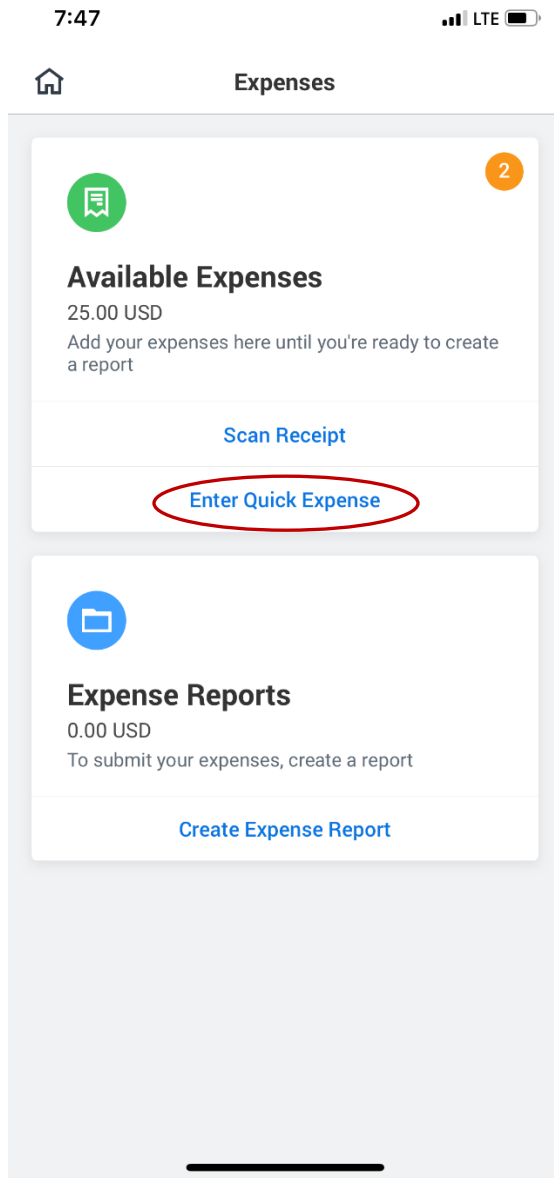 7:47 LTE
Expenses
2
Available Expenses
25.00 USD
Add your expenses here until you're ready to create
a report
Scan Receipt
Enter Quick Expense
Expense Reports
0.00 USD
To submit your expenses, create a report
Create Expense Report